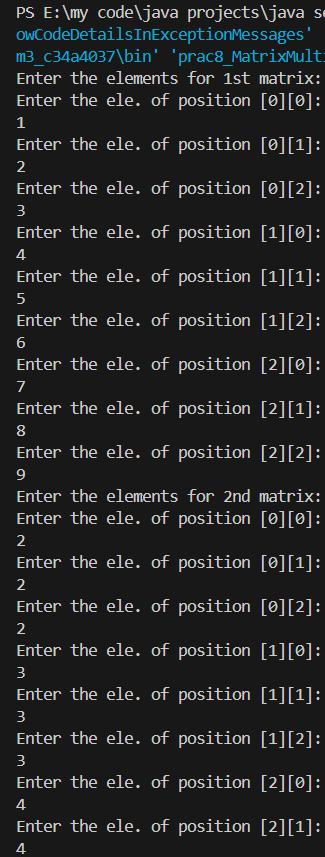 PS E:\my code\java projects\java se
owCodeDetailsInExceptionMessages'
m3_c34a4037\bin' 'prac8_MatrixMulti
Enter the elements for 1st matrix:
Enter the ele. of position [0][0]:
1
Enter the ele. of position [0][1]:
2
Enter the ele. of position [0][2]:
3
Enter the ele. of position [1][0]:
4
Enter the ele. of position [1][1]:
5
Enter the ele. of position [1][2]:
6
Enter the ele. of position [2][0]:
7
Enter the ele. of position [2][1]:
8
Enter the ele. of position [2][2]:
9
Enter the elements for 2nd matrix:
Enter the ele. of position [0][0]:
2
Enter the ele. of position [0][1]:
2
Enter the ele. of position [0][2]:
2
Enter the ele. of position [1][0]:
3
Enter the ele. of position [1][1]:
3
Enter the ele. of position [1][2]:
3
Enter the ele. of position [2][0]:
4
Enter the ele. of position [2][1]:
4